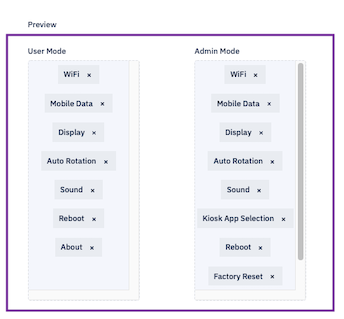 Preview
User Mode
WiFi ×
Mobile Data ×
Display ×
Auto Rotation ×
Sound ×
Reboot ×
About ×
Admin Mode
WiFi ×
Mobile Data ×
Display ×
Auto Rotation ×
Sound ×
Kiosk App Selection ×
Reboot ×
Factory Reset ×